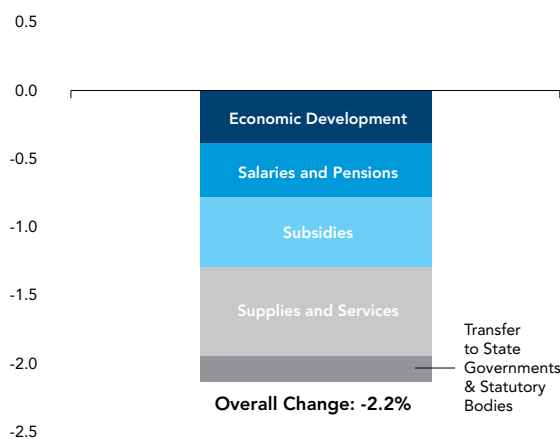 0.5
0.0
-0.5
-1.0
-1.5
-2.0
-2.5
Economic Development
Salaries and Pensions
Subsidies
Supplies and Services
Transfer
to State
Governments
& Statutory
Bodies
Overall Change: -2.2%